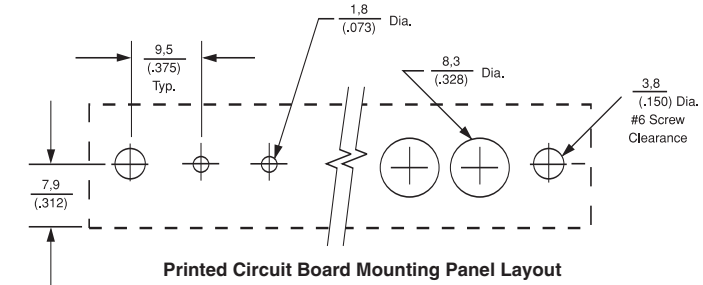 1,8
(.073) Dia.
9,5
(.375)
Typ.
8,3
(.328) Dia.
3,8
(.150) Dia.
#6 Screw
Clearance
7,9
(.312)
Printed Circuit Board Mounting Panel Layout